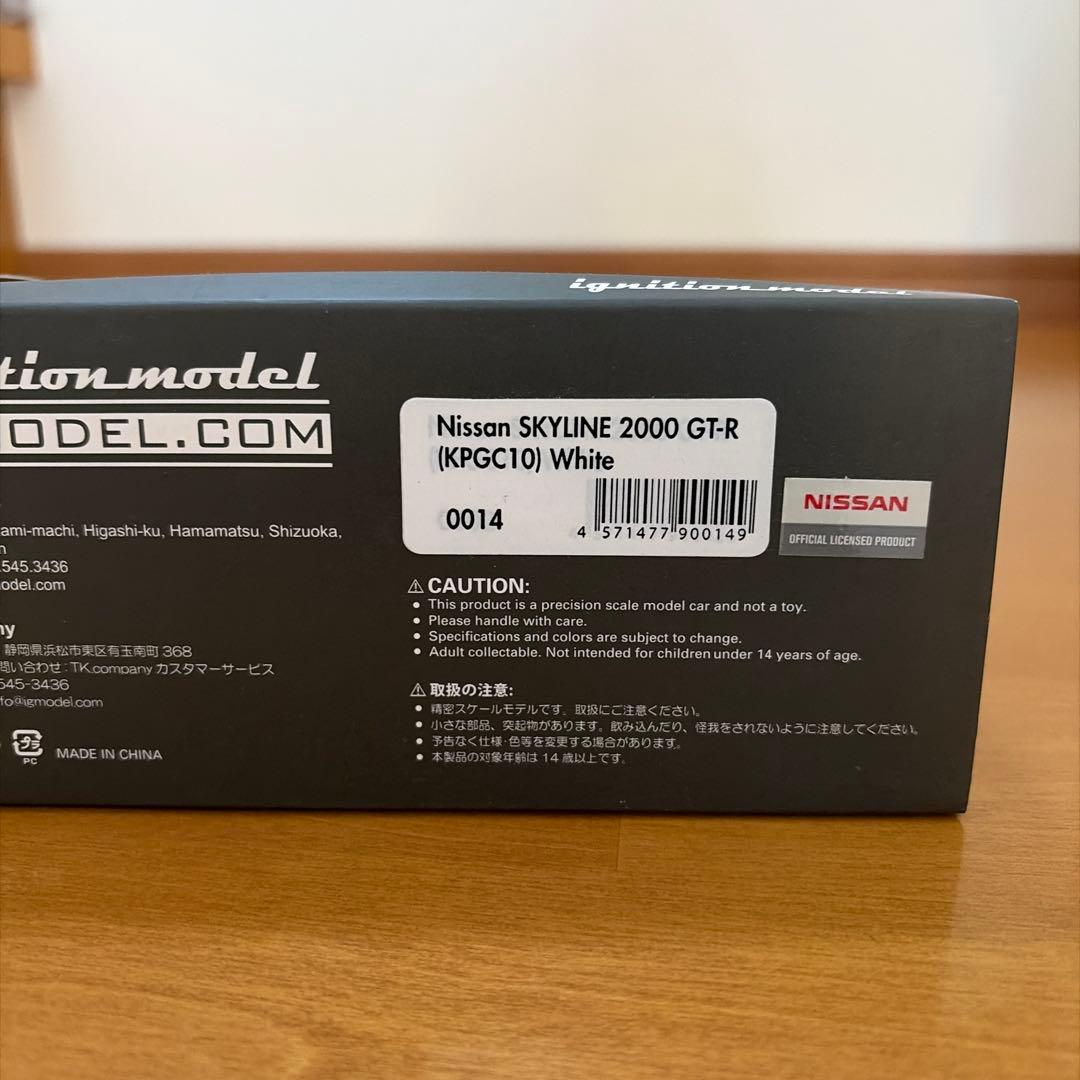 ignition model
tion model
ODEL.COM
ami-machi, Higashi-ku, Hamamatsu, Shizuoka,
n
.545.3436
odel.com
ny
静岡県浜松市東区有玉南町 368
問い合わせ : TK.company カスタマーサービス
545-3436
fo@igmodel.com
プラ
PC
MADE IN CHINA
Nissan SKYLINE 2000 GT-R
(KPGC10) White
0014
4 571477 900149
NISSAN
OFFICIAL LICENSED PRODUCT
⚠ CAUTION:
● This product is a precision scale model car and not a toy.
● Please handle with care.
● Specifications and colors are subject to change.
● Adult collectable. Not intended for children under 14 years of age.
⚠ 取扱の注意:
● 精密スケールモデルです。取扱にご注意ください。
● 小さな部品、突起物があります。飲み込んだり、怪我をされないように注意してください。
● 予告なく仕様・色等を変更する場合があります。
● 本製品の対象年齢は 14 歳以上です。